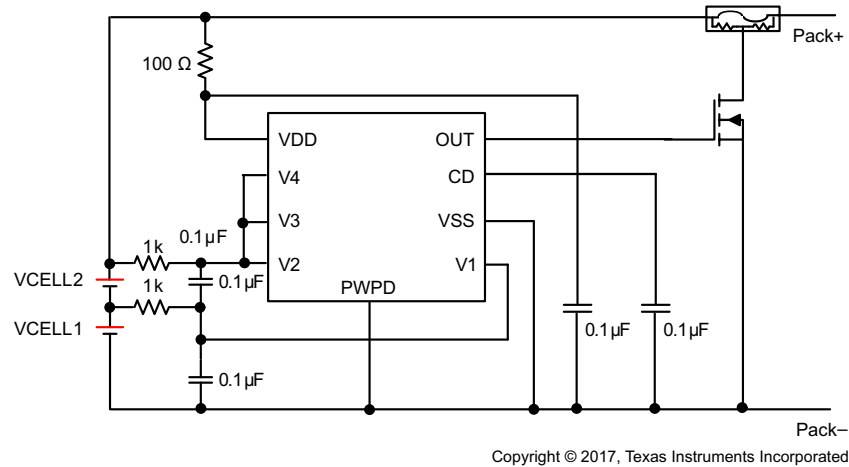 Pack+
100 Ω
VDD
OUT
V4
CD
V3
VSS
0.1µF
1k
V2
V1
VCELL2
0.1µF
1k
PWPD
VCELL1
0.1µF
0.1µF
0.1µF
Pack–
Copyright © 2017, Texas Instruments Incorporated